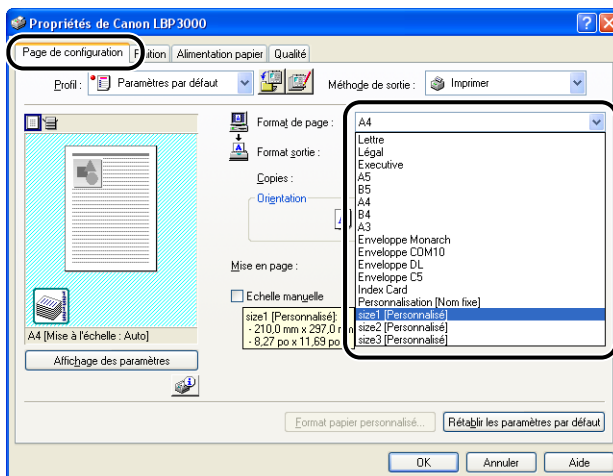 Propriétés de Canon LBP3000
Page de configuration
ition
Alimentation papier
Qualité
Profil :
Paramètres par défaut
Méthode de sortie :
Imprimer
Format de page :
A4
Format sortie :
Copies :
Orientation
A
Lettre
Légal
Executive
A5
B5
A4
B4
A3
Enveloppe Monarch
Enveloppe COM10
Enveloppe DL
Enveloppe C5
Index Card
Personnalisation [Nom fixe]
size1 [Personnalisé]
size2 [Personnalisé]
size3 [Personnalisé]
Mise en page :
Echelle manuelle
size1 [Personnalisé]:
- 210,0 mm x 297,0 m
- 8,27 po x 11,69 po
A4 [Mise à l'échelle : Auto]
Affichage des paramètres
Format papier personnalisé...
Rétablir les paramètres par défaut
OK
Annuler
Aide